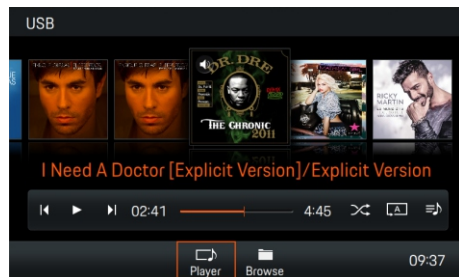 USB
DR. DRE
THE CHRONIC
2011
RICKY
MARTIN
I Need A Doctor [Explicit Version]/Explicit Version
02:41
4:45
A
Player
Browse
09:37